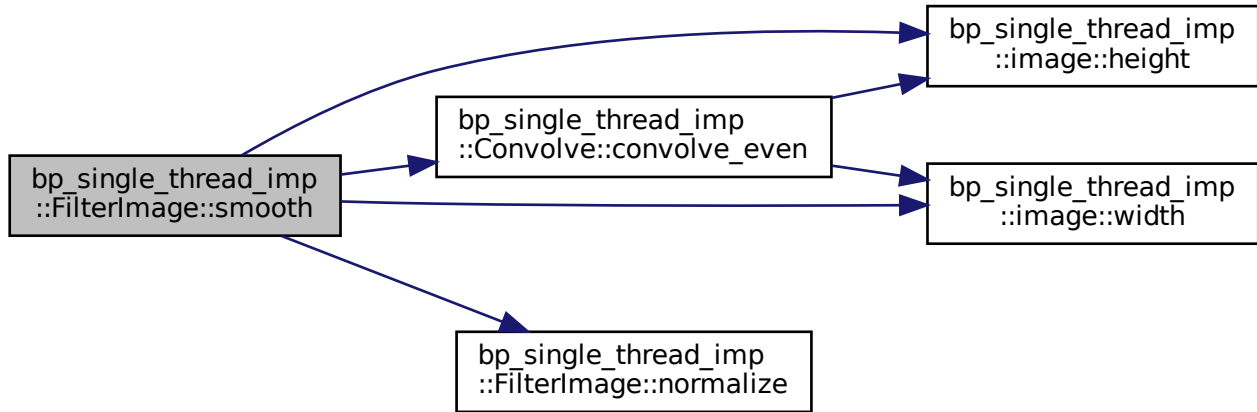 bp_single_thread_imp
::FilterImage::smooth
bp_single_thread_imp
::Convolve::convolve_even
bp_single_thread_imp
::image::height
bp_single_thread_imp
::image::width
bp_single_thread_imp
::FilterImage::normalize